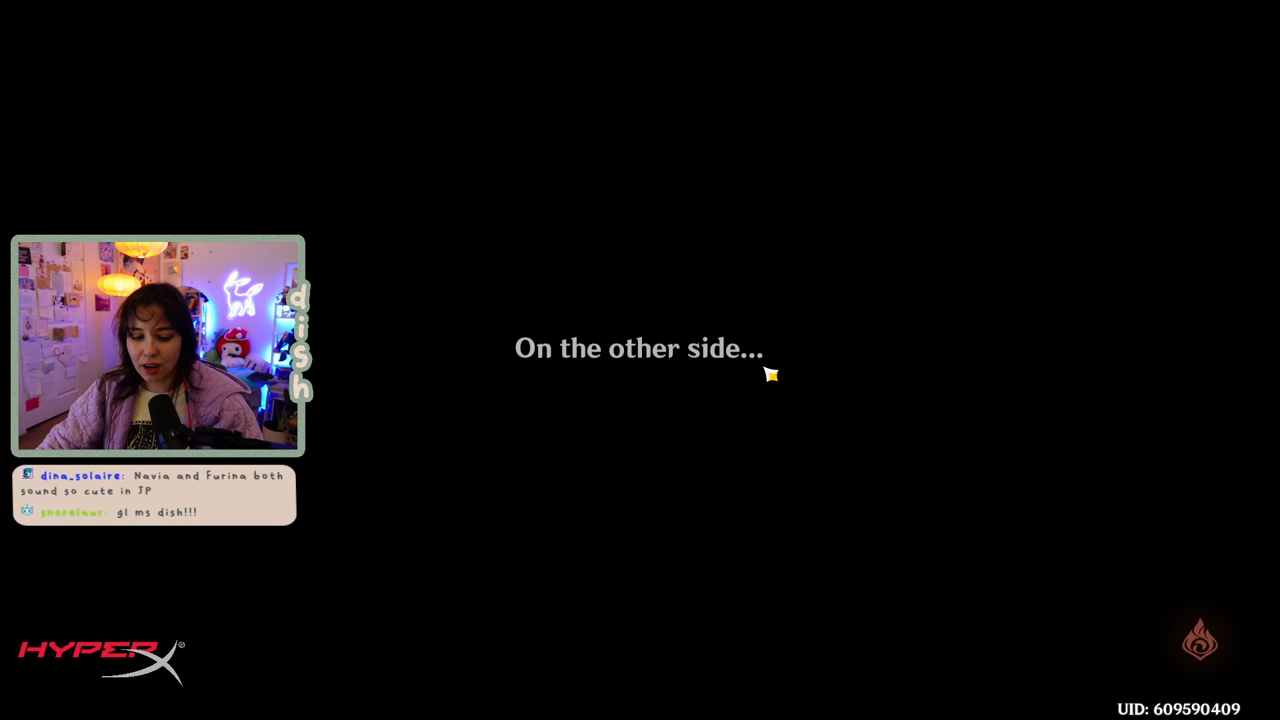 On the other side...
dish
dina_solaire: Navia and Furina both
sound so cute in JP
snorelaur: gl ms dish!!!
HYPERX
UID: 609590409